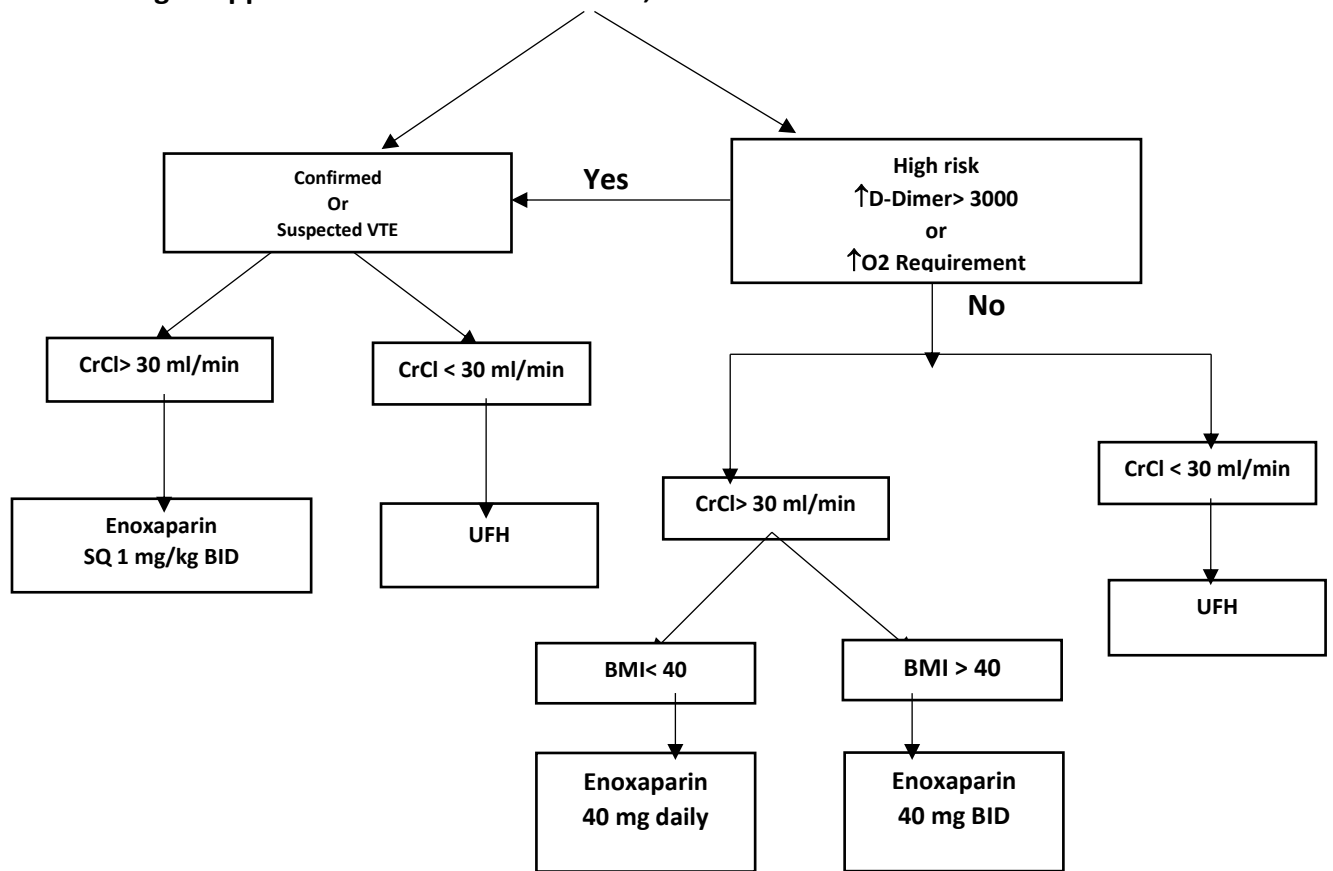 Confirmed
Or
Suspected VTE
Yes
High risk
↑D-Dimer> 3000
or
↑O2 Requirement
No
CrCl> 30 ml/min
CrCl < 30 ml/min
Enoxaparin
SQ 1 mg/kg BID
UFH
CrCl> 30 ml/min
CrCl < 30 ml/min
UFH
BMI< 40
BMI > 40
Enoxaparin
40 mg daily
Enoxaparin
40 mg BID